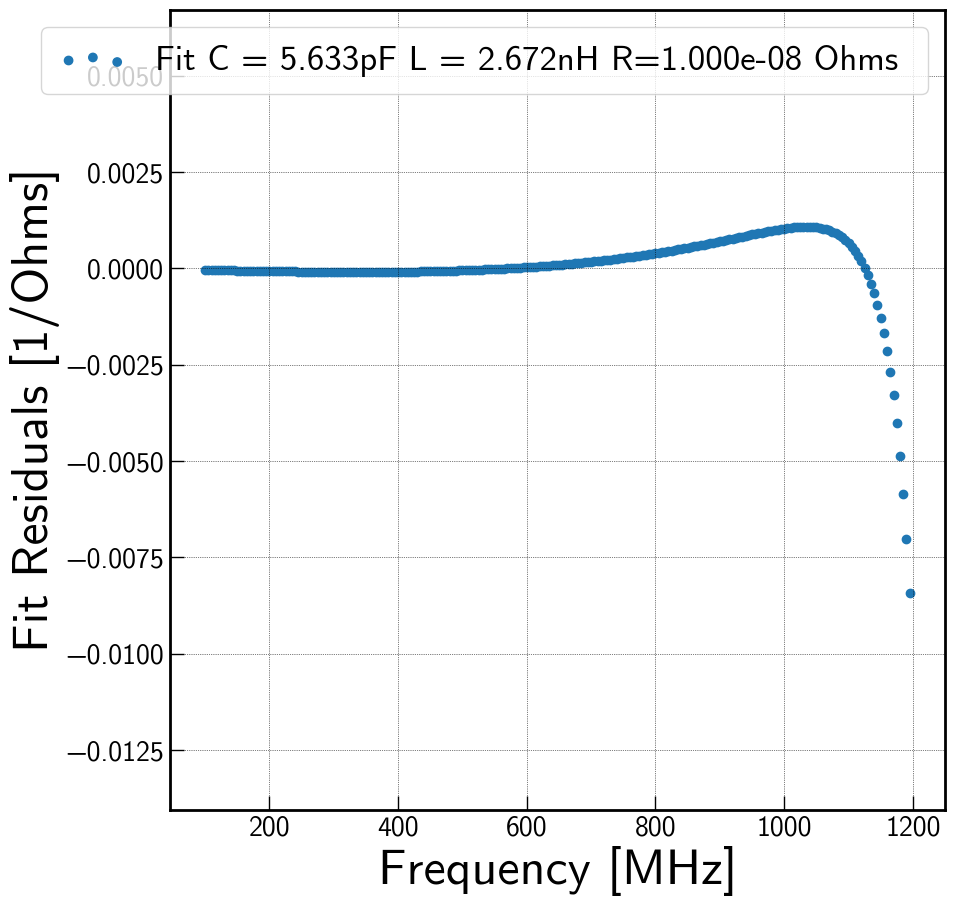 Fit C = 5.633pF L = 2.672nH R=1.000e-08 Ohms
0.0050
0.0025
0.0000
−0.0025
−0.0050
−0.0075
−0.0100
−0.0125
Fit Residuals [1/Ohms]
200 400 600 800 1000 1200
Frequency [MHz]